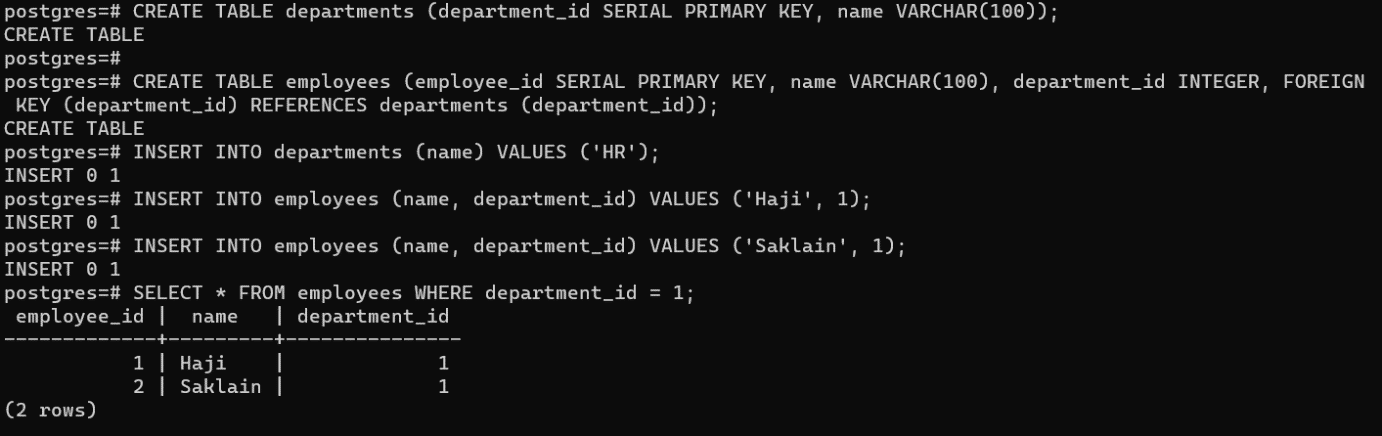 postgres=# CREATE TABLE departments (department_id SERIAL PRIMARY KEY, name VARCHAR(100));
CREATE TABLE
postgres=#
postgres=# CREATE TABLE employees (employee_id SERIAL PRIMARY KEY, name VARCHAR(100), department_id INTEGER, FOREIGN
 KEY (department_id) REFERENCES departments (department_id));
CREATE TABLE
postgres=# INSERT INTO departments (name) VALUES ('HR');
INSERT 0 1
postgres=# INSERT INTO employees (name, department_id) VALUES ('Haji', 1);
INSERT 0 1
postgres=# INSERT INTO employees (name, department_id) VALUES ('Saklain', 1);
INSERT 0 1
postgres=# SELECT * FROM employees WHERE department_id = 1;
 employee_id |  name   | department_id
-------------+---------+---------------
           1 | Haji    |             1
           2 | Saklain |             1
(2 rows)